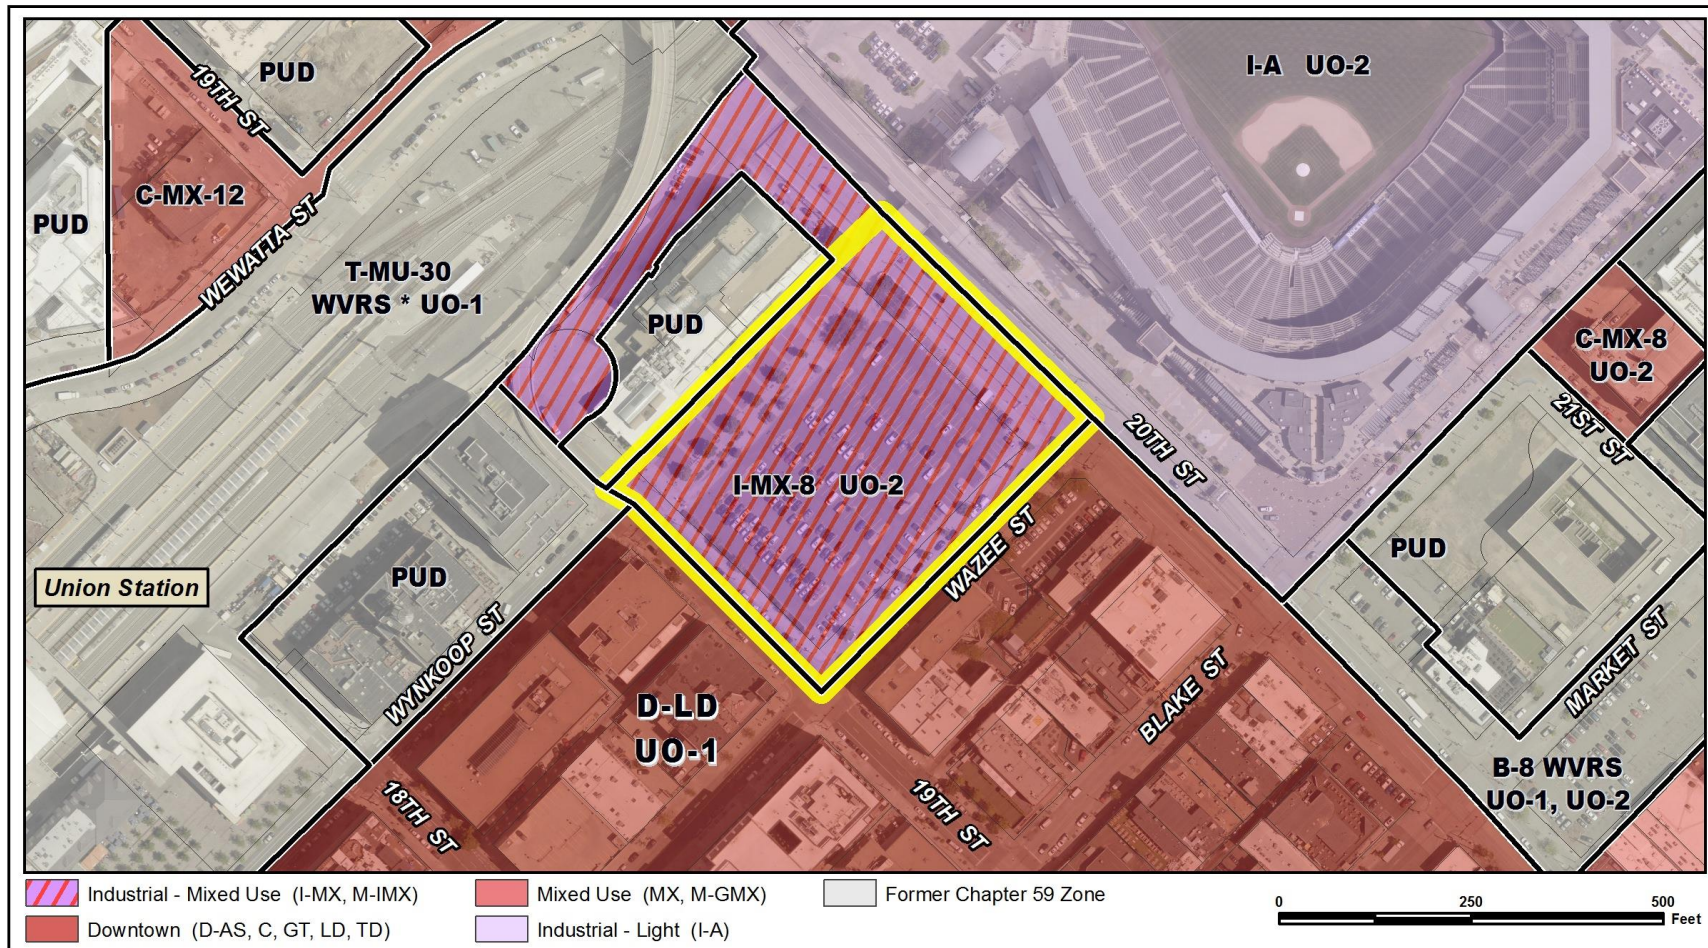 PUD
19TH ST
I-A UO-2
C-MX-12
PUD
WEWATTA ST
T-MU-30
WVRS * UO-1
PUD
C-MX-8
UO-2
21ST ST
20TH ST
I-MX-8 UO-2
WAZEE ST
PUD
PUD
Union Station
WYNKOOP ST
MARKET ST
BLAKE ST
D-LD
UO-1
B-8 WVRS
UO-1, UO-2
18TH ST
19TH ST
Industrial - Mixed Use (I-MX, M-IMX)
Mixed Use (MX, M-GMX)
Former Chapter 59 Zone
Downtown (D-AS, C, GT, LD, TD)
Industrial - Light (I-A)
0 250 500
Feet